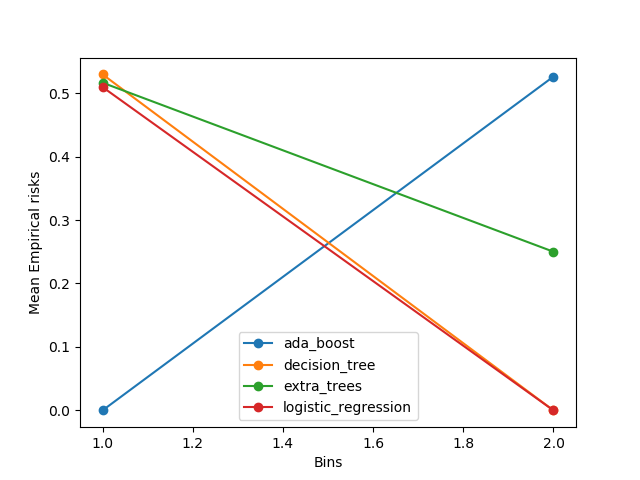 Mean Empirical risks
0.5
0.4
0.3
0.2
0.1
0.0
ada_boost
decision_tree
extra_trees
logistic_regression
1.0 1.2 1.4 1.6 1.8 2.0
Bins